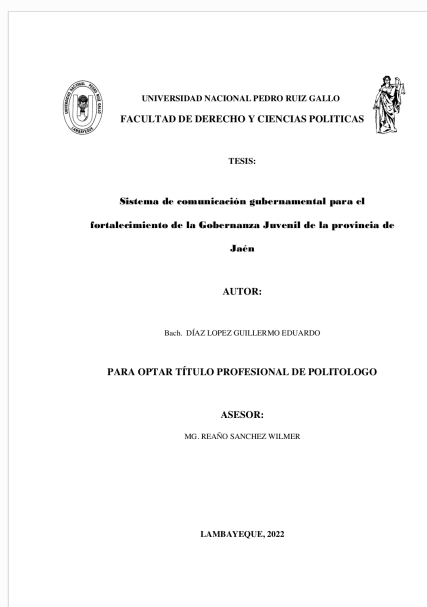 UNIVERSIDAD NACIONAL PEDRO RUIZ GALLO
FACULTAD DE DERECHO Y CIENCIAS POLITICAS
TESIS:
Sistema de comunicación gubernamental para el
fortalecimiento de la Gobernanza Juvenil de la provincia de
Jaén
AUTOR:
Bach. DÍAZ LOPEZ GUILLERMO EDUARDO
PARA OPTAR TÍTULO PROFESIONAL DE POLITOLOGO
ASESOR:
MG. REAÑO SANCHEZ WILMER
LAMBAYEQUE, 2022